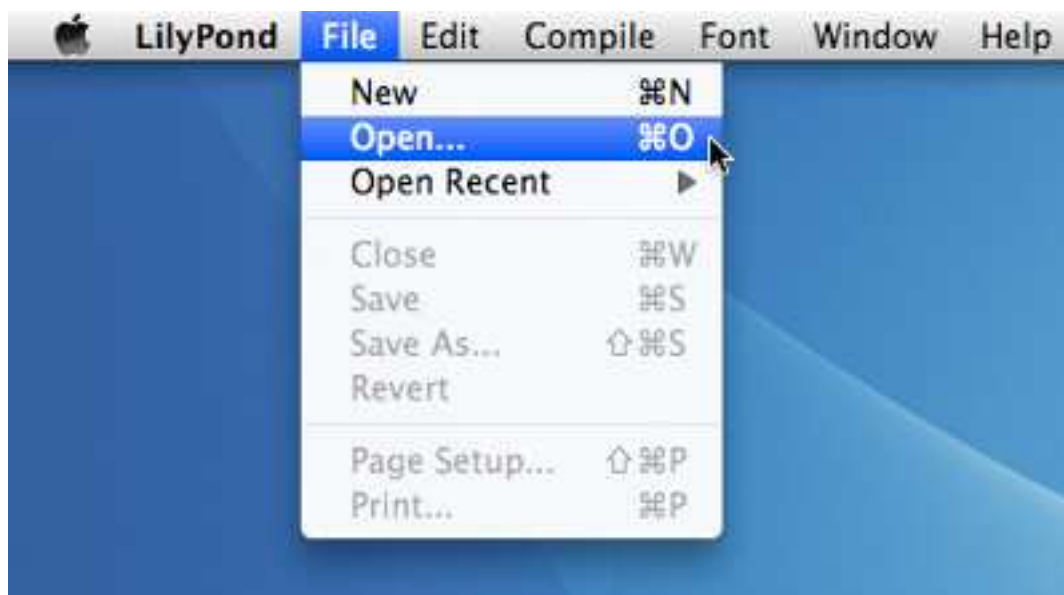 LilyPond File Edit Compile Font Window Help
New ⌘N
Open... ⌘O
Open Recent ▶
Close ⌘W
Save ⌘S
Save As... ⇧⌘S
Revert
Page Setup... ⇧⌘P
Print... ⌘P